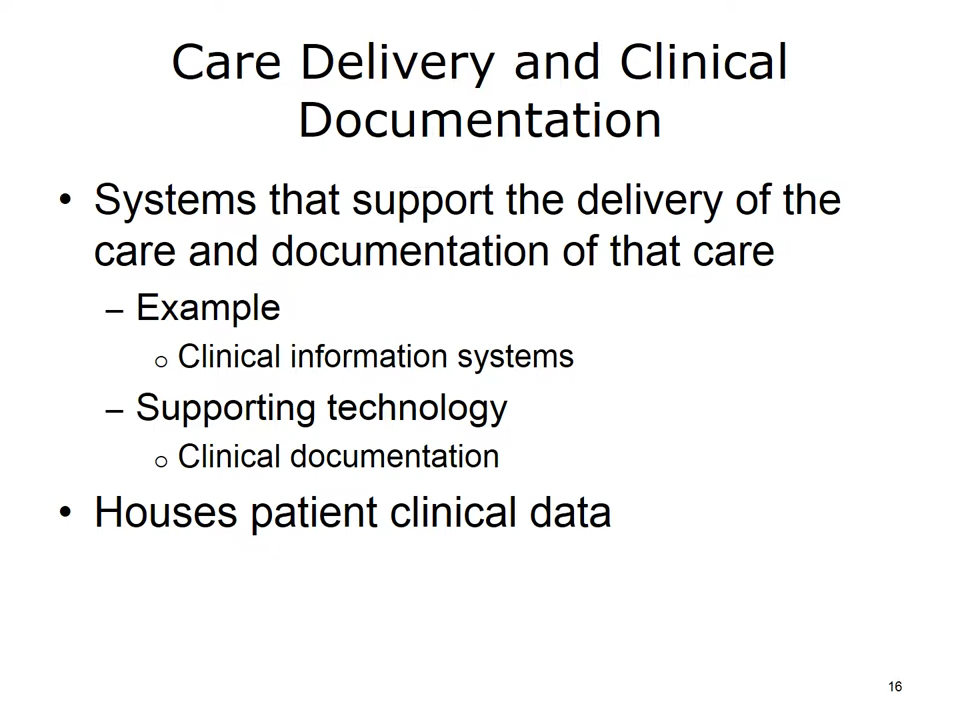 Care Delivery and Clinical
Documentation
• Systems that support the delivery of the
care and documentation of that care
– Example
o Clinical information systems
– Supporting technology
o Clinical documentation
• Houses patient clinical data
16